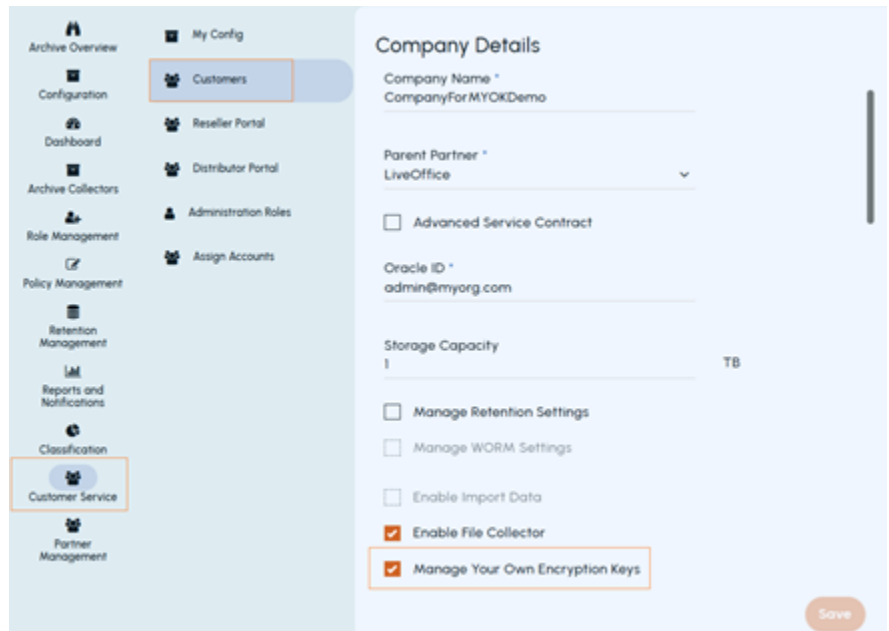 Archive Overview
Configuration
Dashboard
Archive Collectors
Role Management
Policy Management
Retention
Management
Reports and
Notifications
Classification
Customer Service
Partner
Management
My Config
Customers
Reseller Portal
Distributor Portal
Administration Roles
Assign Accounts
Company Details
Company Name *
CompanyForMYOKDemo
Parent Partner *
LiveOffice
Advanced Service Contract
Oracle ID *
admin@myorg.com
Storage Capacity
1 TB
Manage Retention Settings
Manage WORM Settings
Enable Import Data
Enable File Collector
Manage Your Own Encryption Keys
Save